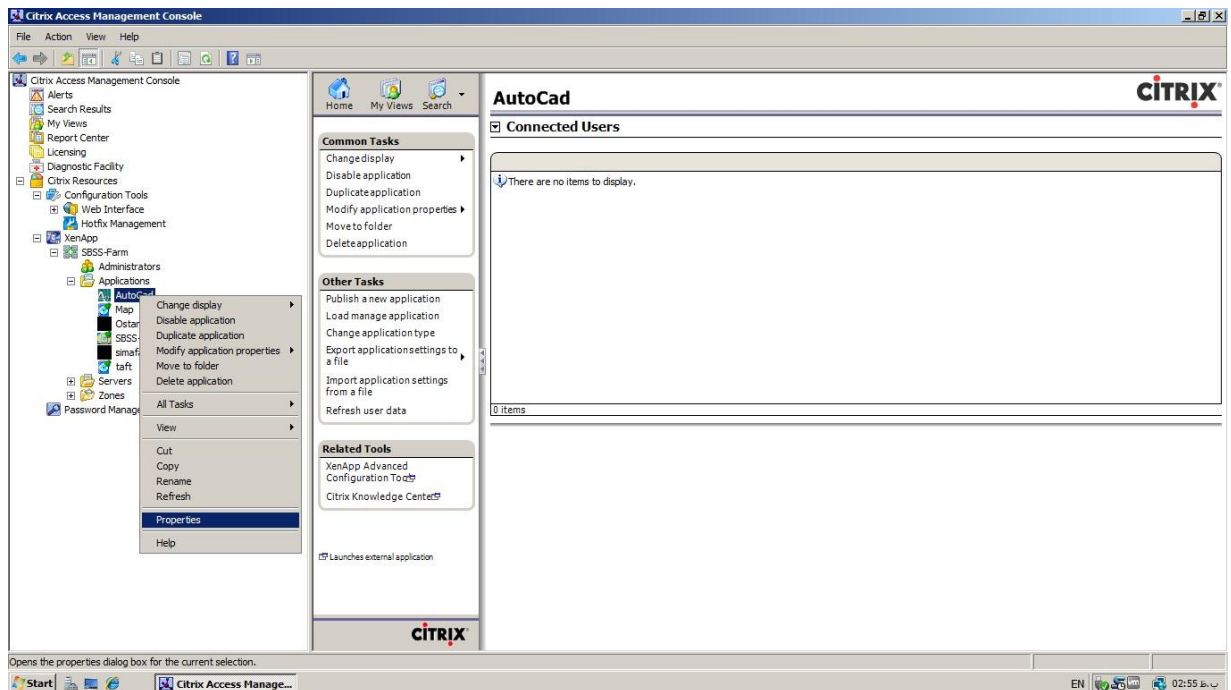 Citrix Access Management Console
File Action View Help
Citrix Access Management Console
Alerts
Search Results
My Views
Report Center
Licensing
Diagnostic Facility
Citrix Resources
Configuration Tools
Web Interface
Hotfix Management
XenApp
SBSS-Farm
Administrators
Applications
AutoCad
Map
Ostan
SBSS-
simafa
taft
Servers
Zones
Password Manage
Change display
Disable application
Duplicate application
Modify application properties
Move to folder
Delete application
All Tasks
View
Cut
Copy
Rename
Refresh
Properties
Help
Home My Views Search
Common Tasks
Change display
Disable application
Duplicate application
Modify application properties
Move to folder
Delete application
Other Tasks
Publish a new application
Load manage application
Change application type
Export application settings to
a file
Import application settings
from a file
Refresh user data
Related Tools
XenApp Advanced
Configuration Tool
Citrix Knowledge Center
Launches external application
CITRIX
AutoCad
CITRIX
Connected Users
There are no items to display.
0 items
Opens the properties dialog box for the current selection.
Start Citrix Access Manage... EN 02:55 ب.ظ